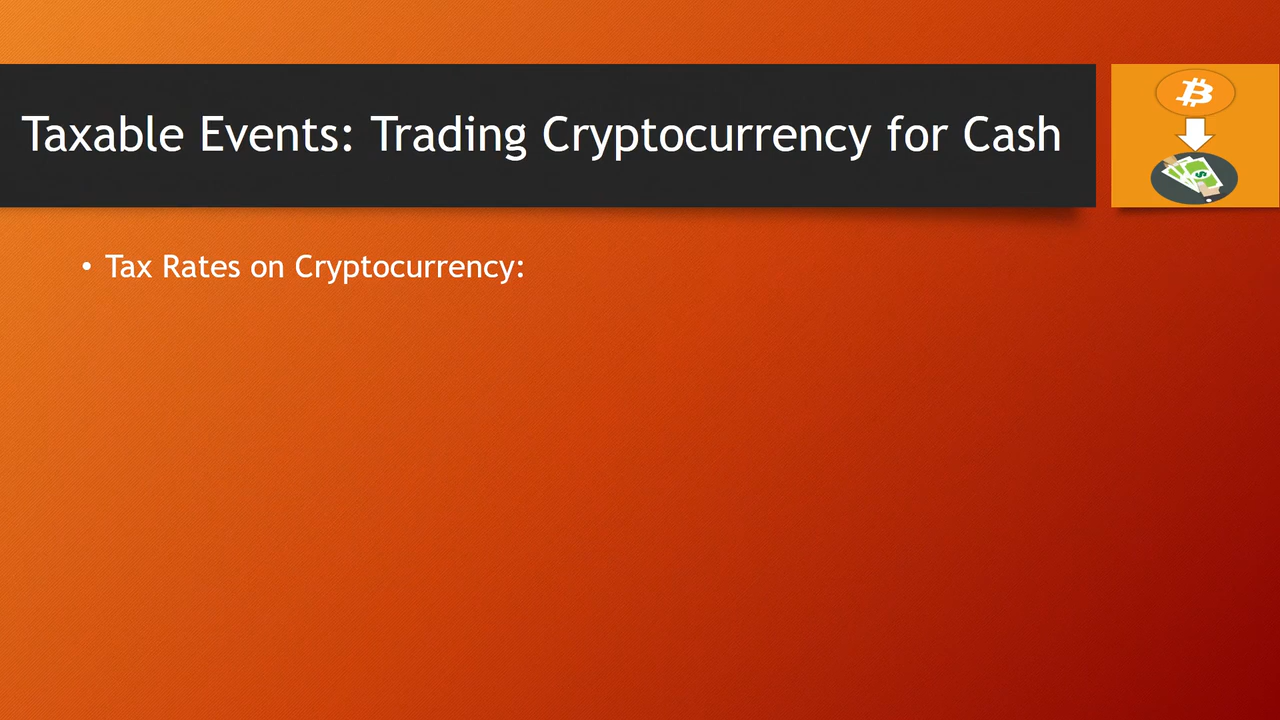 Taxable Events: Trading Cryptocurrency for Cash
• Tax Rates on Cryptocurrency: